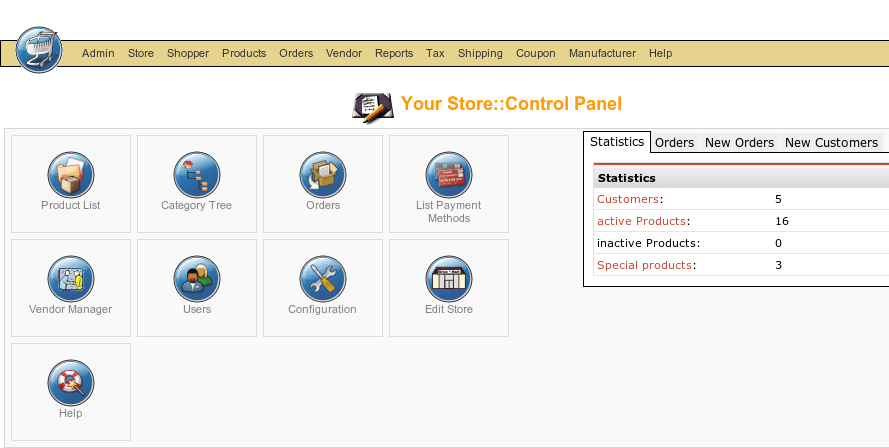 Admin Store Shopper Products Orders Vendor Reports Tax Shipping Coupon Manufacturer Help
Your Store::Control Panel
Product List
Category Tree
Orders
List Payment
Methods
Vendor Manager
Users
Configuration
Edit Store
Help
Statistics Orders New Orders New Customers
Statistics
Customers: 5
active Products: 16
inactive Products: 0
Special products: 3